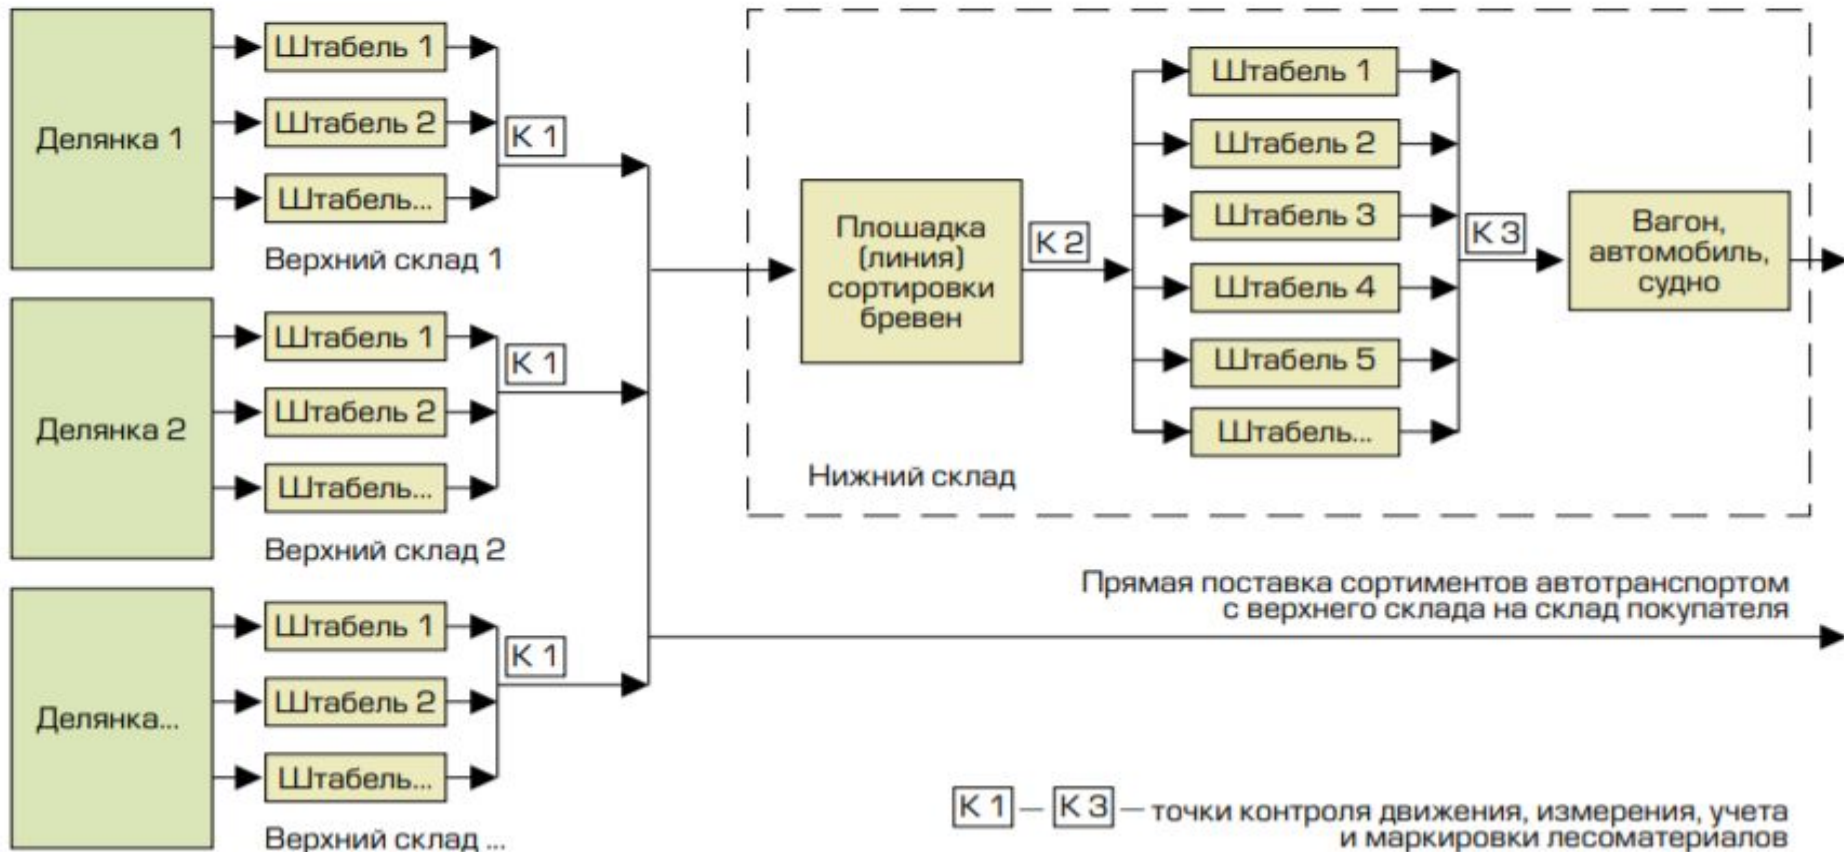 Делянка 1
Штабель 1
Штабель 2
Штабель...
Верхний склад 1
К 1
Делянка 2
Штабель 1
Штабель 2
Штабель...
Верхний склад 2
К 1
Делянка...
Штабель 1
Штабель 2
Штабель...
Верхний склад ...
К 1
Плошадка
(линия)
сортировки
бревен
К 2
Штабель 1
Штабель 2
Штабель 3
Штабель 4
Штабель 5
Штабель...
К 3
Вагон,
автомобиль,
судно
Нижний склад
Прямая поставка сортиментов автотранспортом
с верхнего склада на склад покупателя
К 1 — К 3 — точки контроля движения, измерения, учета
и маркировки лесоматериалов